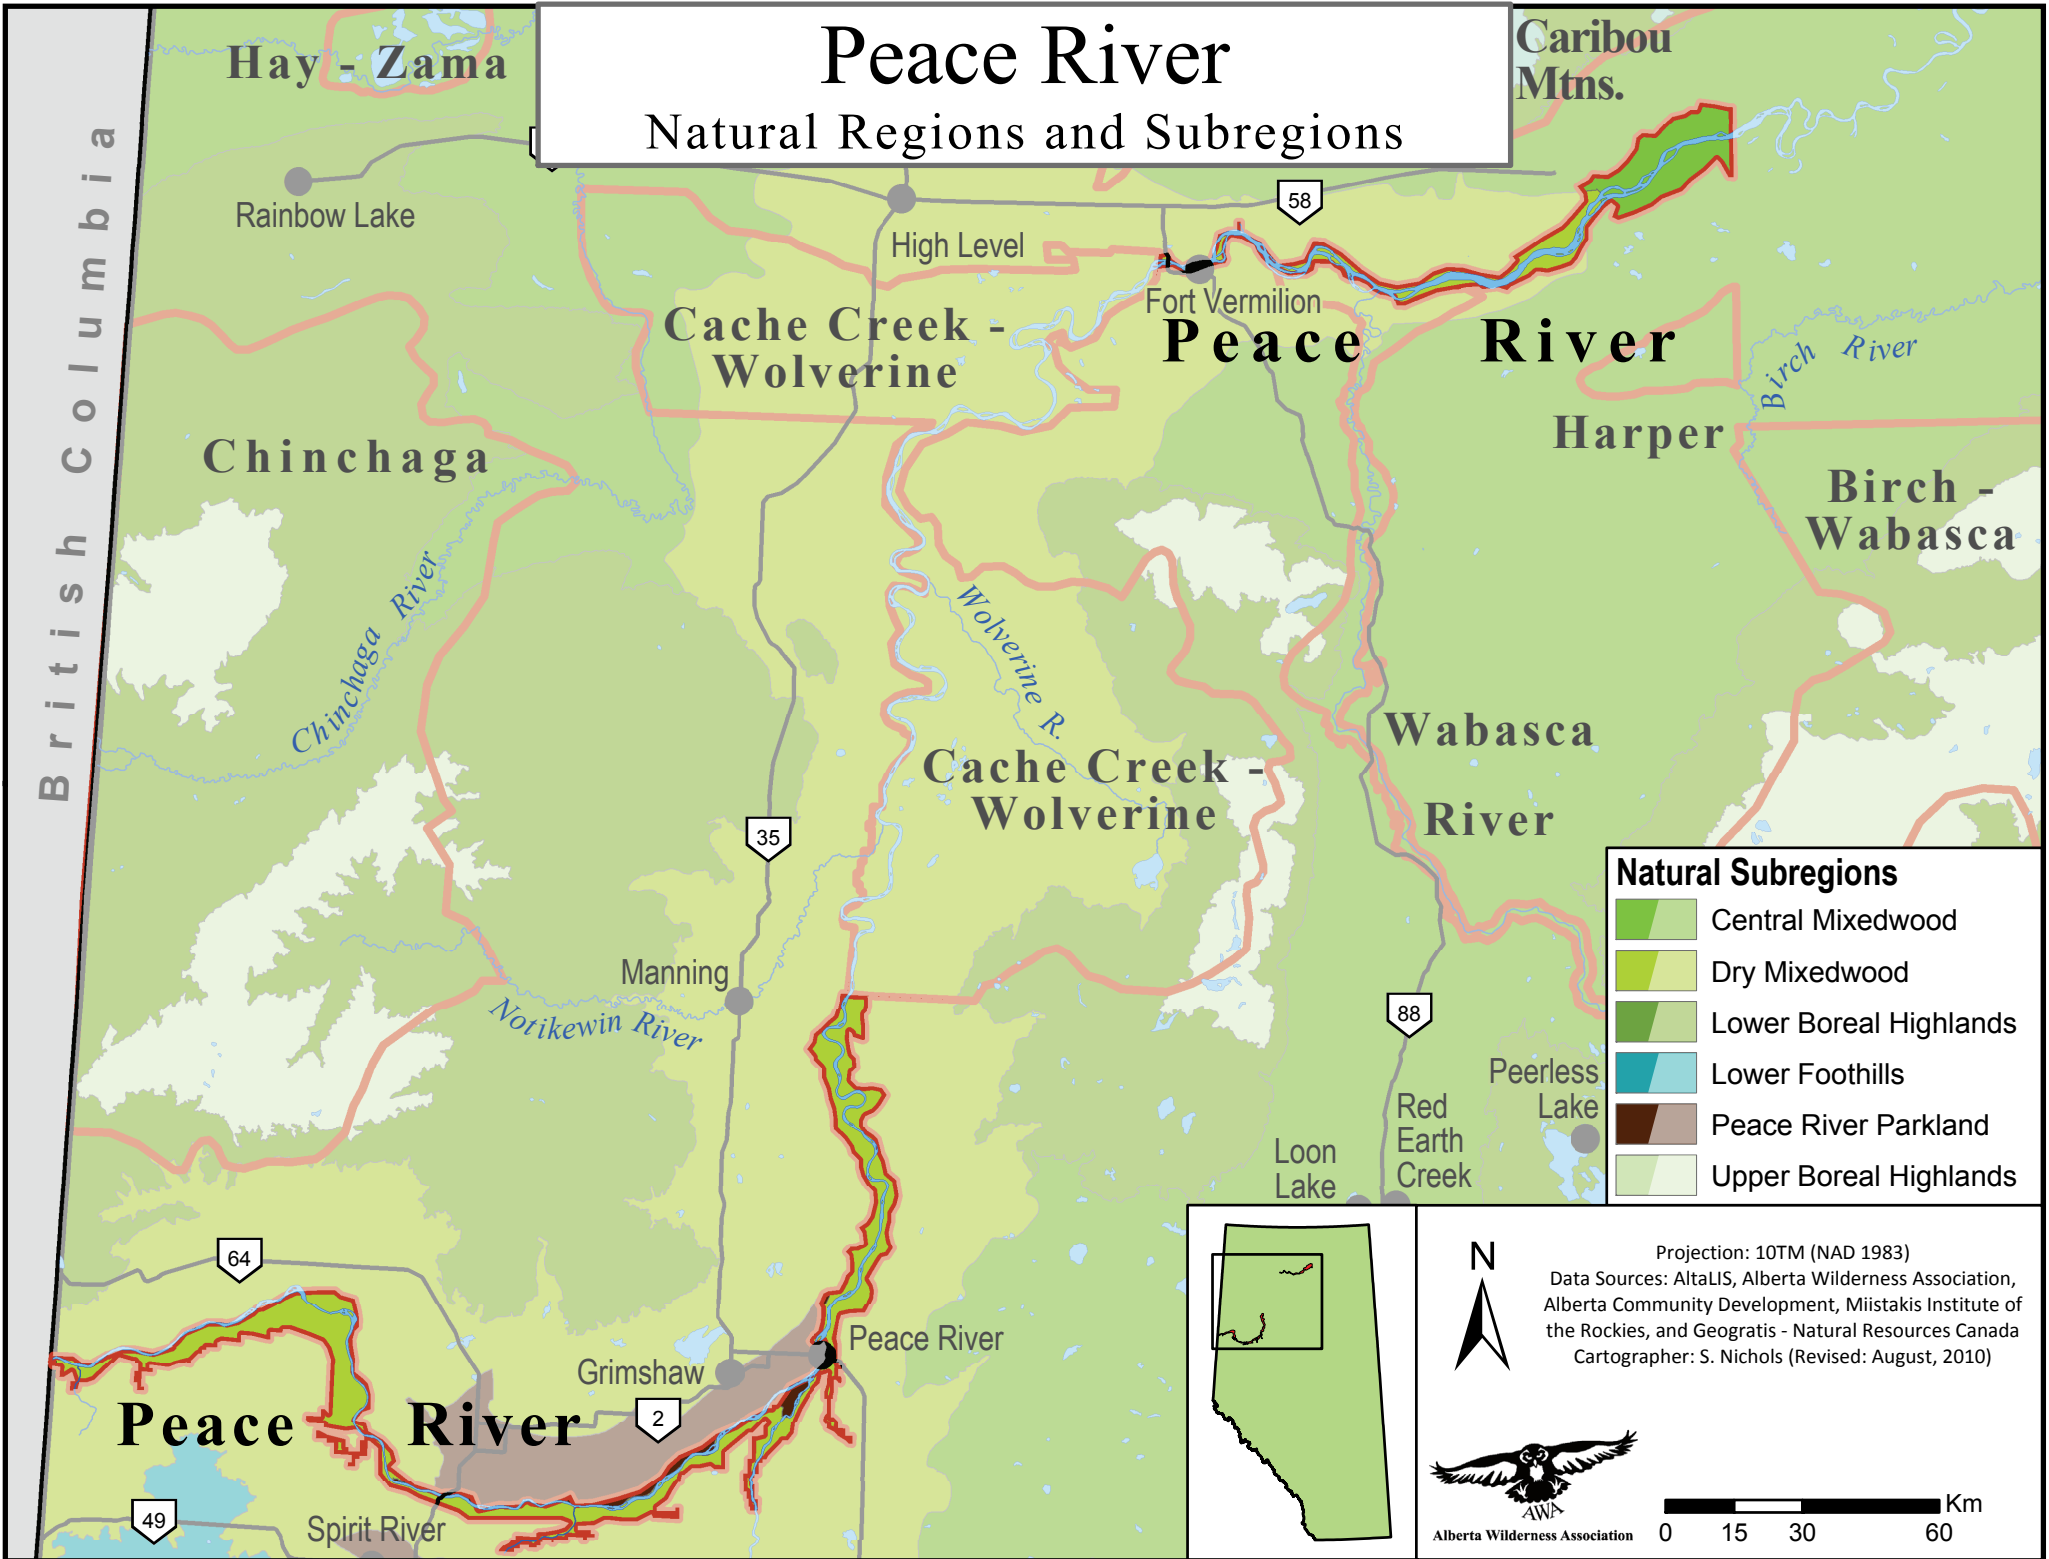 Peace River
Natural Regions and Subregions
Hay - Zama
Caribou
Mtns.
British Columbia
Rainbow Lake
High Level
58
Fort Vermilion
Peace River
Cache Creek -
Wolverine
Birch River
Harper
Chinchaga
Birch -
Wabasca
Chinchaga River
Wolverine R.
Wabasca
River
Cache Creek -
Wolverine
35
Manning
Notikewin River
88
Peerless
Lake
Red
Earth
Creek
Loon
Lake
64
Peace River
Grimshaw
2
Peace River
49
Spirit River
Natural Subregions
Central Mixedwood
Dry Mixedwood
Lower Boreal Highlands
Lower Foothills
Peace River Parkland
Upper Boreal Highlands
N
Projection: 10TM (NAD 1983)
Data Sources: AltaLIS, Alberta Wilderness Association,
Alberta Community Development, Miistakis Institute of
the Rockies, and Geogratis - Natural Resources Canada
Cartographer: S. Nichols (Revised: August, 2010)
AWA
Alberta Wilderness Association
Km
0 15 30 60